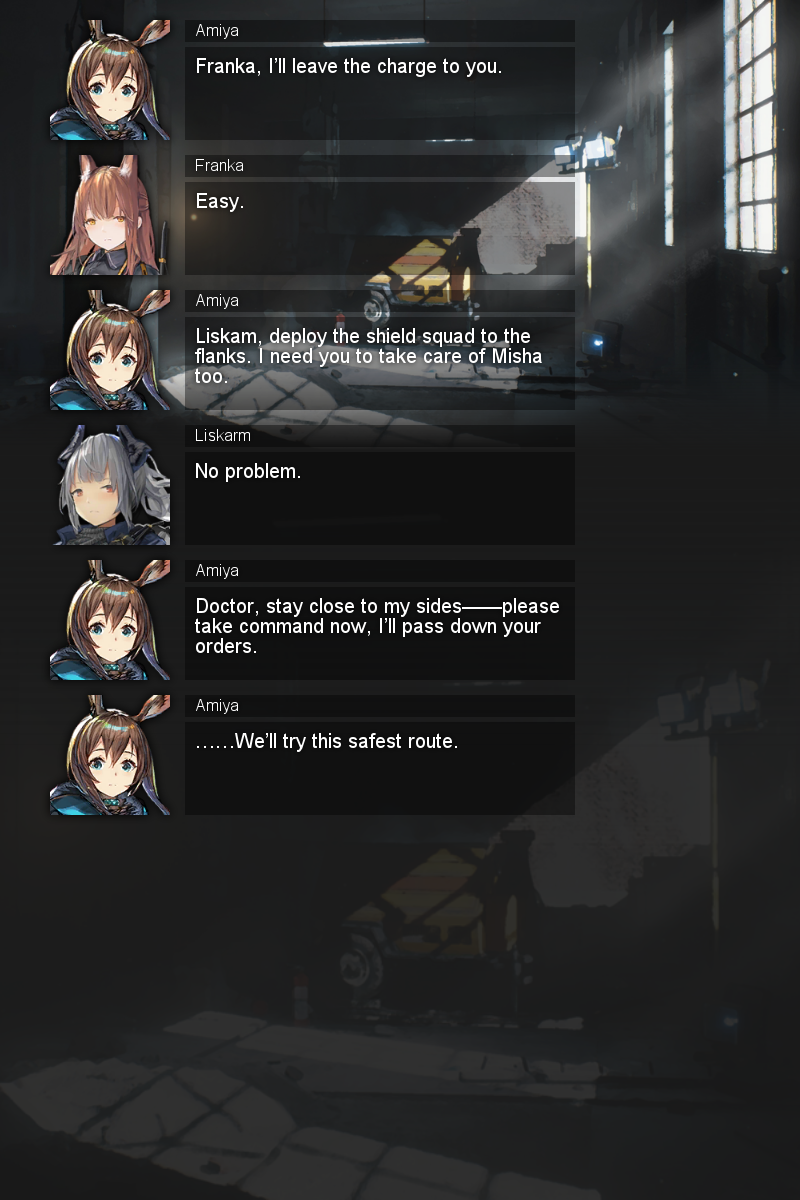 Amiya
Franka, I'll leave the charge to you.
Franka
Easy.
Amiya
Liskam, deploy the shield squad to the
flanks. I need you to take care of Misha
too.
Liskarm
No problem.
Amiya
Doctor, stay close to my sides——please
take command now, I'll pass down your
orders.
Amiya
……We'll try this safest route.